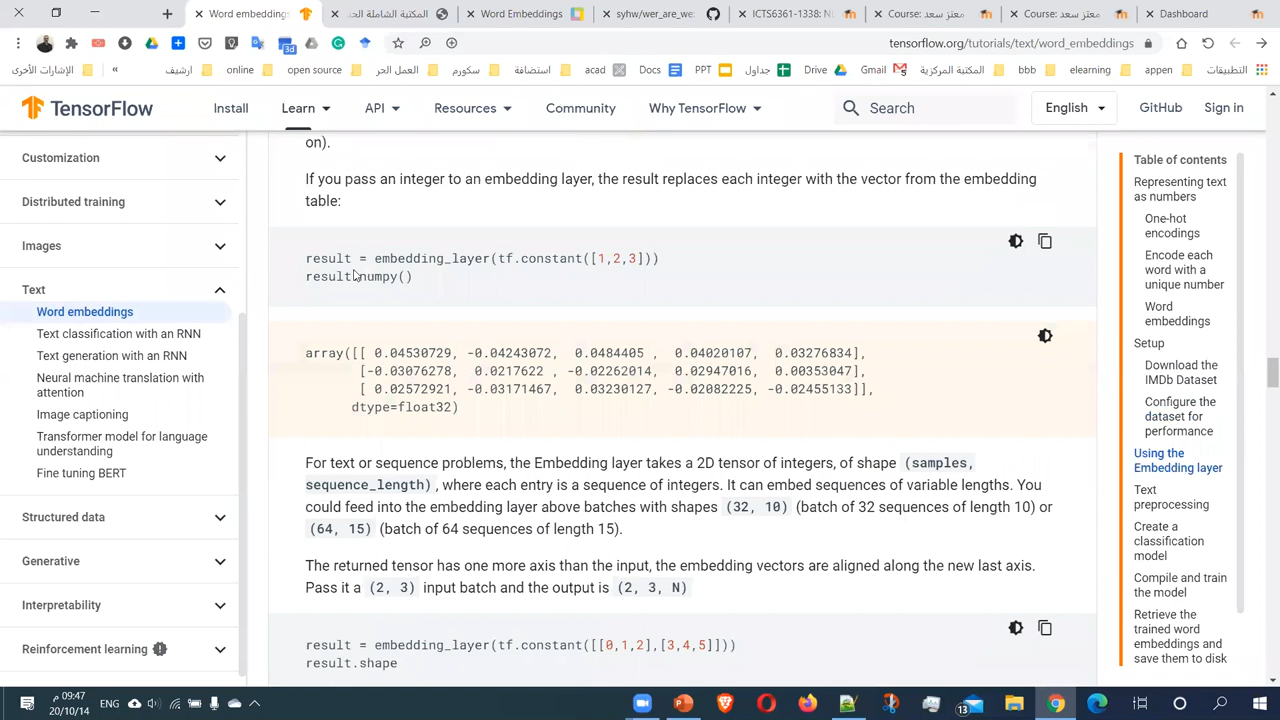 Word embeddings
المكتبة الشاملة الحا
Word Embeddings
syhw/wer_are_we:
ICTS6361-1338: Nl
Course: معتز سعد
Course: معتز سعد
Dashboard
tensorflow.org/tutorials/text/word_embeddings
الإشارات الأخرى
«
ارشيف
online
open source
العمل الحر
سكورم
استضافة
acad
Docs
PPT
جداول
Drive
Gmail
المكتبة المركزية
bbb
elearning
appen
التطبيقات
TensorFlow
Install
Learn
API
Resources
Community
Why TensorFlow
Search
English
GitHub
Sign in
Customization
Distributed training
Images
Text
Word embeddings
Text classification with an RNN
Text generation with an RNN
Neural machine translation with
attention
Image captioning
Transformer model for language
understanding
Fine tuning BERT
Structured data
Generative
Interpretability
Reinforcement learning
on).
If you pass an integer to an embedding layer, the result replaces each integer with the vector from the embedding
table:
result = embedding_layer(tf.constant([1,2,3]))
result.numpy()
array([[ 0.04530729, -0.04243072, 0.0484405 , 0.04020107, 0.03276834],
[-0.03076278, 0.0217622 , -0.02262014, 0.02947016, 0.00353047],
[ 0.02572921, -0.03171467, 0.03230127, -0.02082225, -0.02455133]],
dtype=float32)
For text or sequence problems, the Embedding layer takes a 2D tensor of integers, of shape (samples,
sequence_length), where each entry is a sequence of integers. It can embed sequences of variable lengths. You
could feed into the embedding layer above batches with shapes (32, 10) (batch of 32 sequences of length 10) or
(64, 15) (batch of 64 sequences of length 15).
The returned tensor has one more axis than the input, the embedding vectors are aligned along the new last axis.
Pass it a (2, 3) input batch and the output is (2, 3, N)
result = embedding_layer(tf.constant([[0,1,2],[3,4,5]]))
result.shape
Table of contents
Representing text
as numbers
One-hot
encodings
Encode each
word with a
unique number
Word
embeddings
Setup
Download the
IMDb Dataset
Configure the
dataset for
performance
Using the
Embedding layer
Text
preprocessing
Create a
classification
model
Compile and train
the model
Retrieve the
trained word
embeddings and
save them to disk
م 09:47
20/10/14
ENG
13